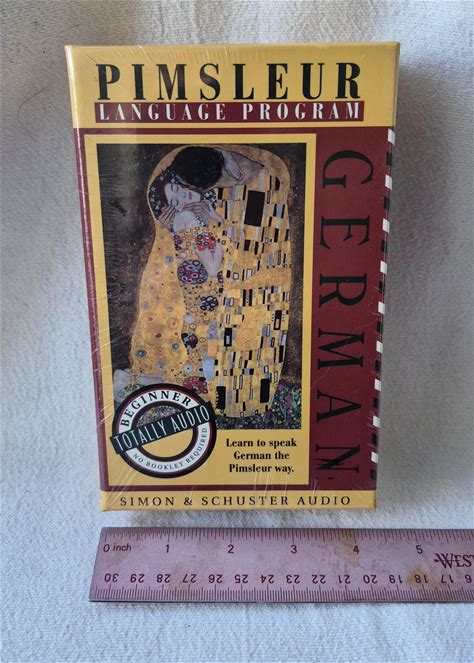 PIMSLEUR
LANGUAGE PROGRAM
GERMAN
BEGINNER
TOTALLY AUDIO
NO BOOKLET REQUIRED
Learn to speak
German the
Pimsleur way.
SIMON & SCHUSTER AUDIO
0 inch 1 2 3 4 5
30 29 28 27 26 25 24 23 22 21 20 19 18 17 16